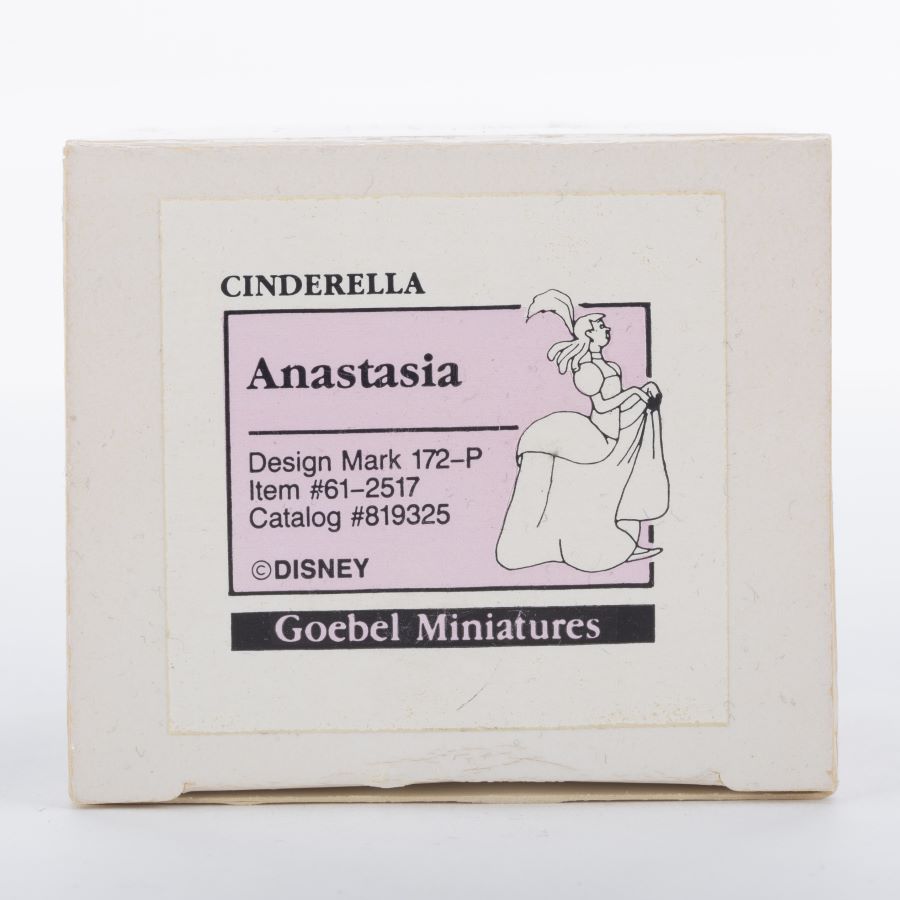 CINDERELLA
Anastasia
Design Mark 172-P
Item #61-2517
Catalog #819325
©DISNEY
Goebel Miniatures